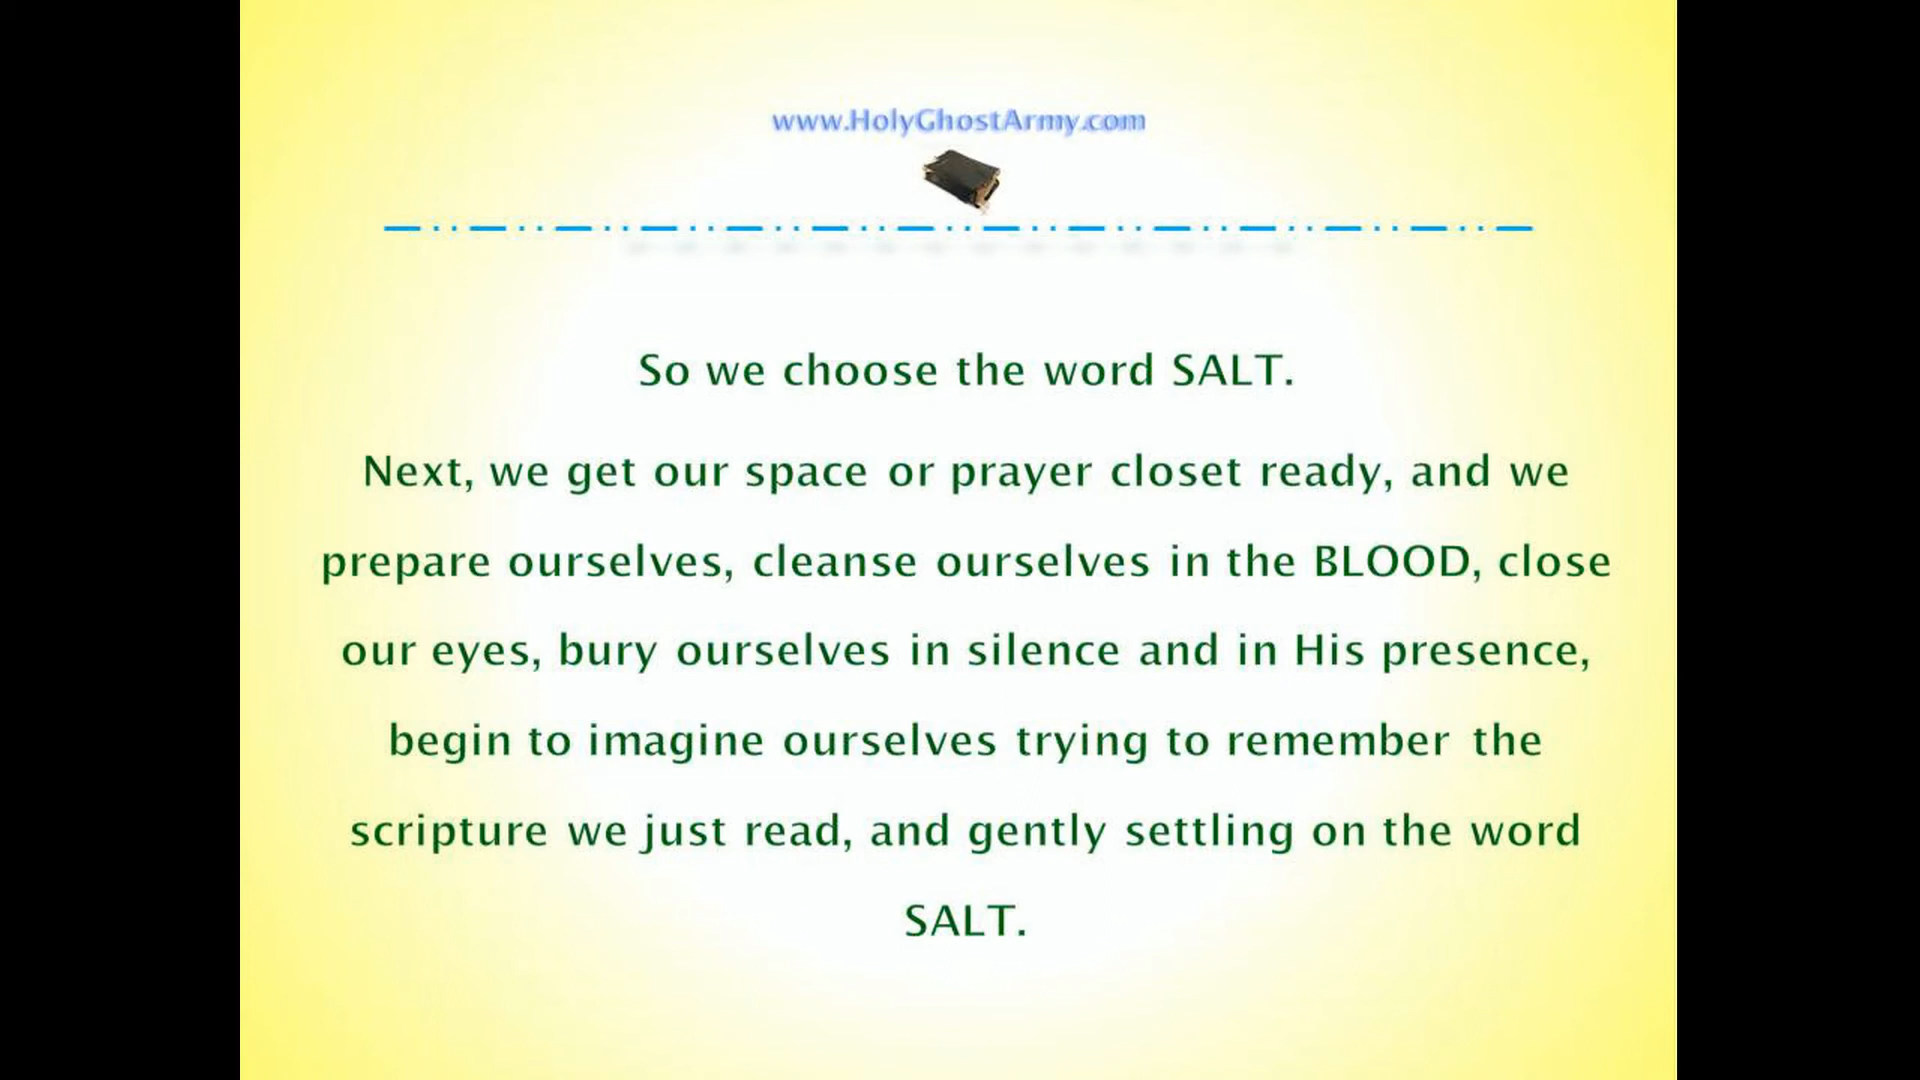 www.HolyGhostArmy.com
So we choose the word SALT.
Next, we get our space or prayer closet ready, and we
prepare ourselves, cleanse ourselves in the BLOOD, close
our eyes, bury ourselves in silence and in His presence,
begin to imagine ourselves trying to remember the
scripture we just read, and gently settling on the word
SALT.